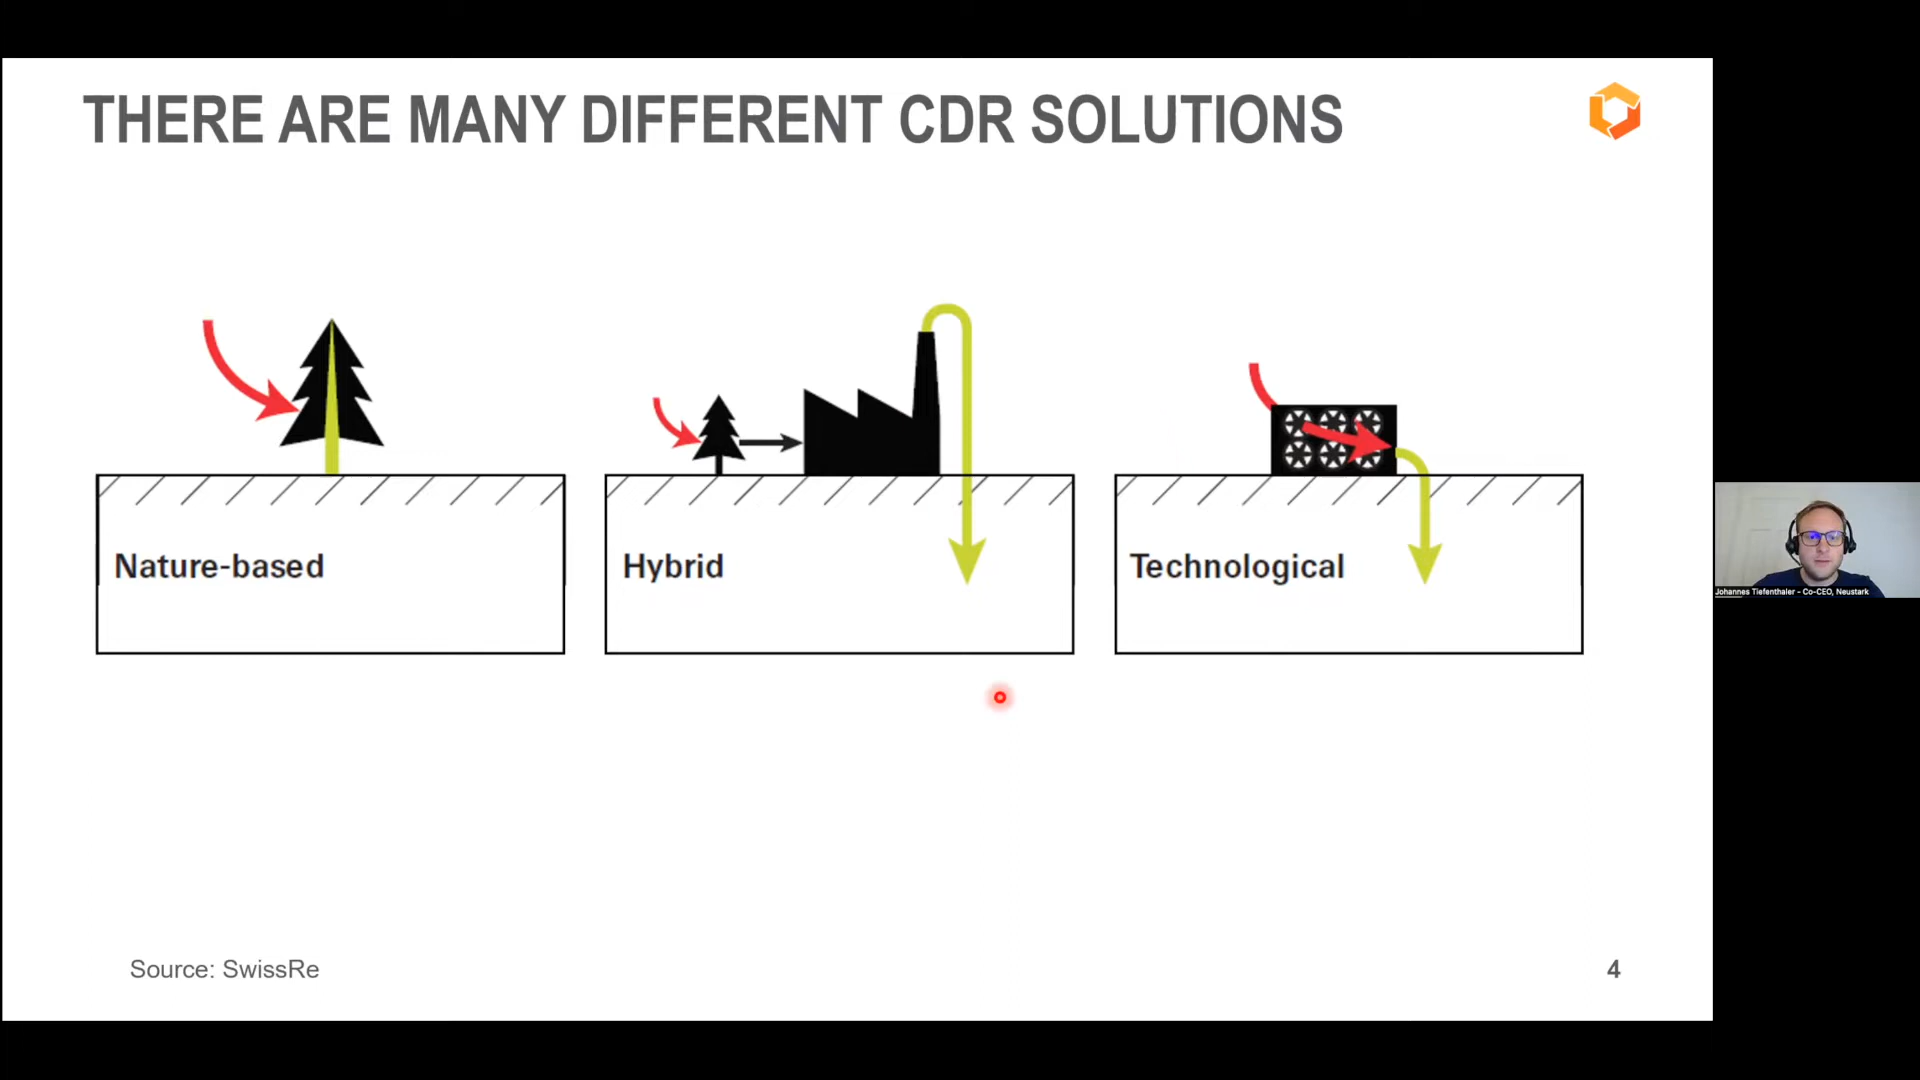 THERE ARE MANY DIFFERENT CDR SOLUTIONS
Nature-based
Hybrid
Technological
Johannes Tiefenthaler - Co-CEO, Neustark
Source: SwissRe
4